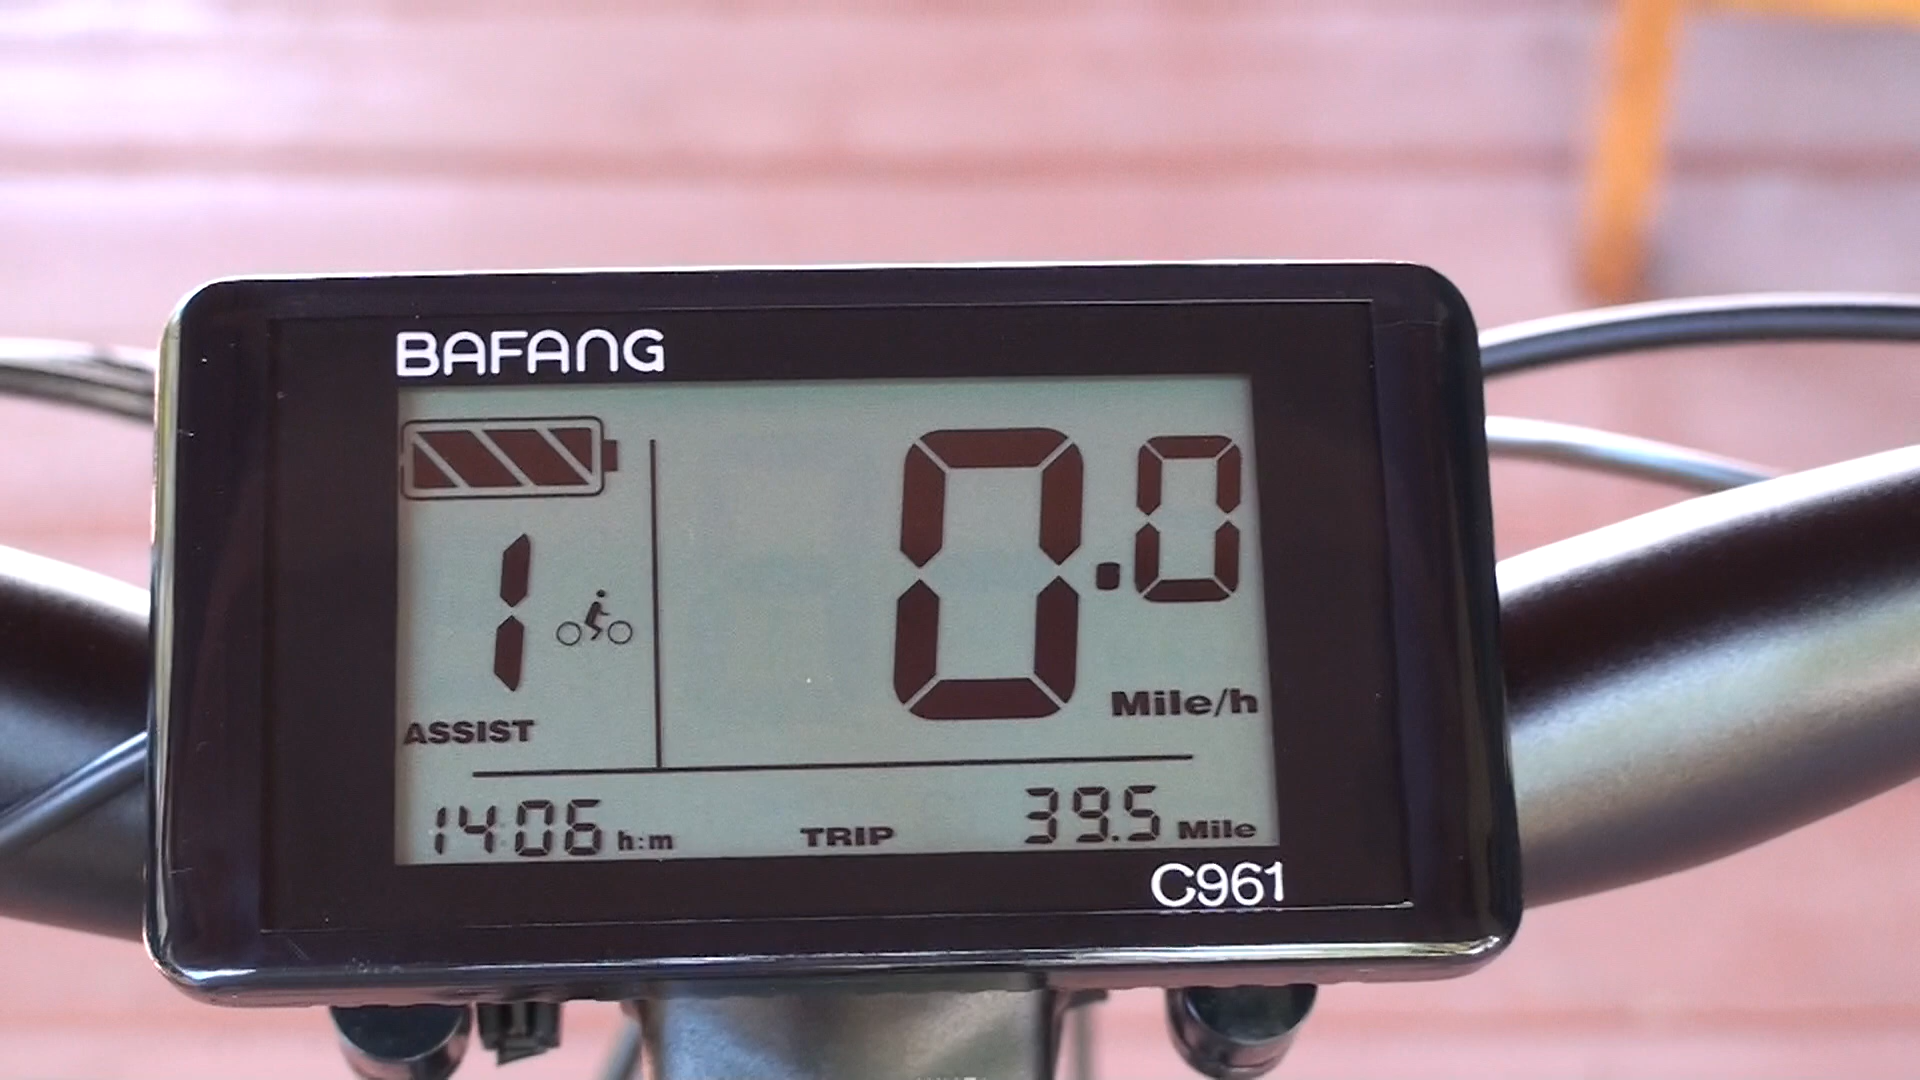 BAFANG
0.0
1
Mile/h
ASSIST
14:06 h:m TRIP 39.5 Mile
C961